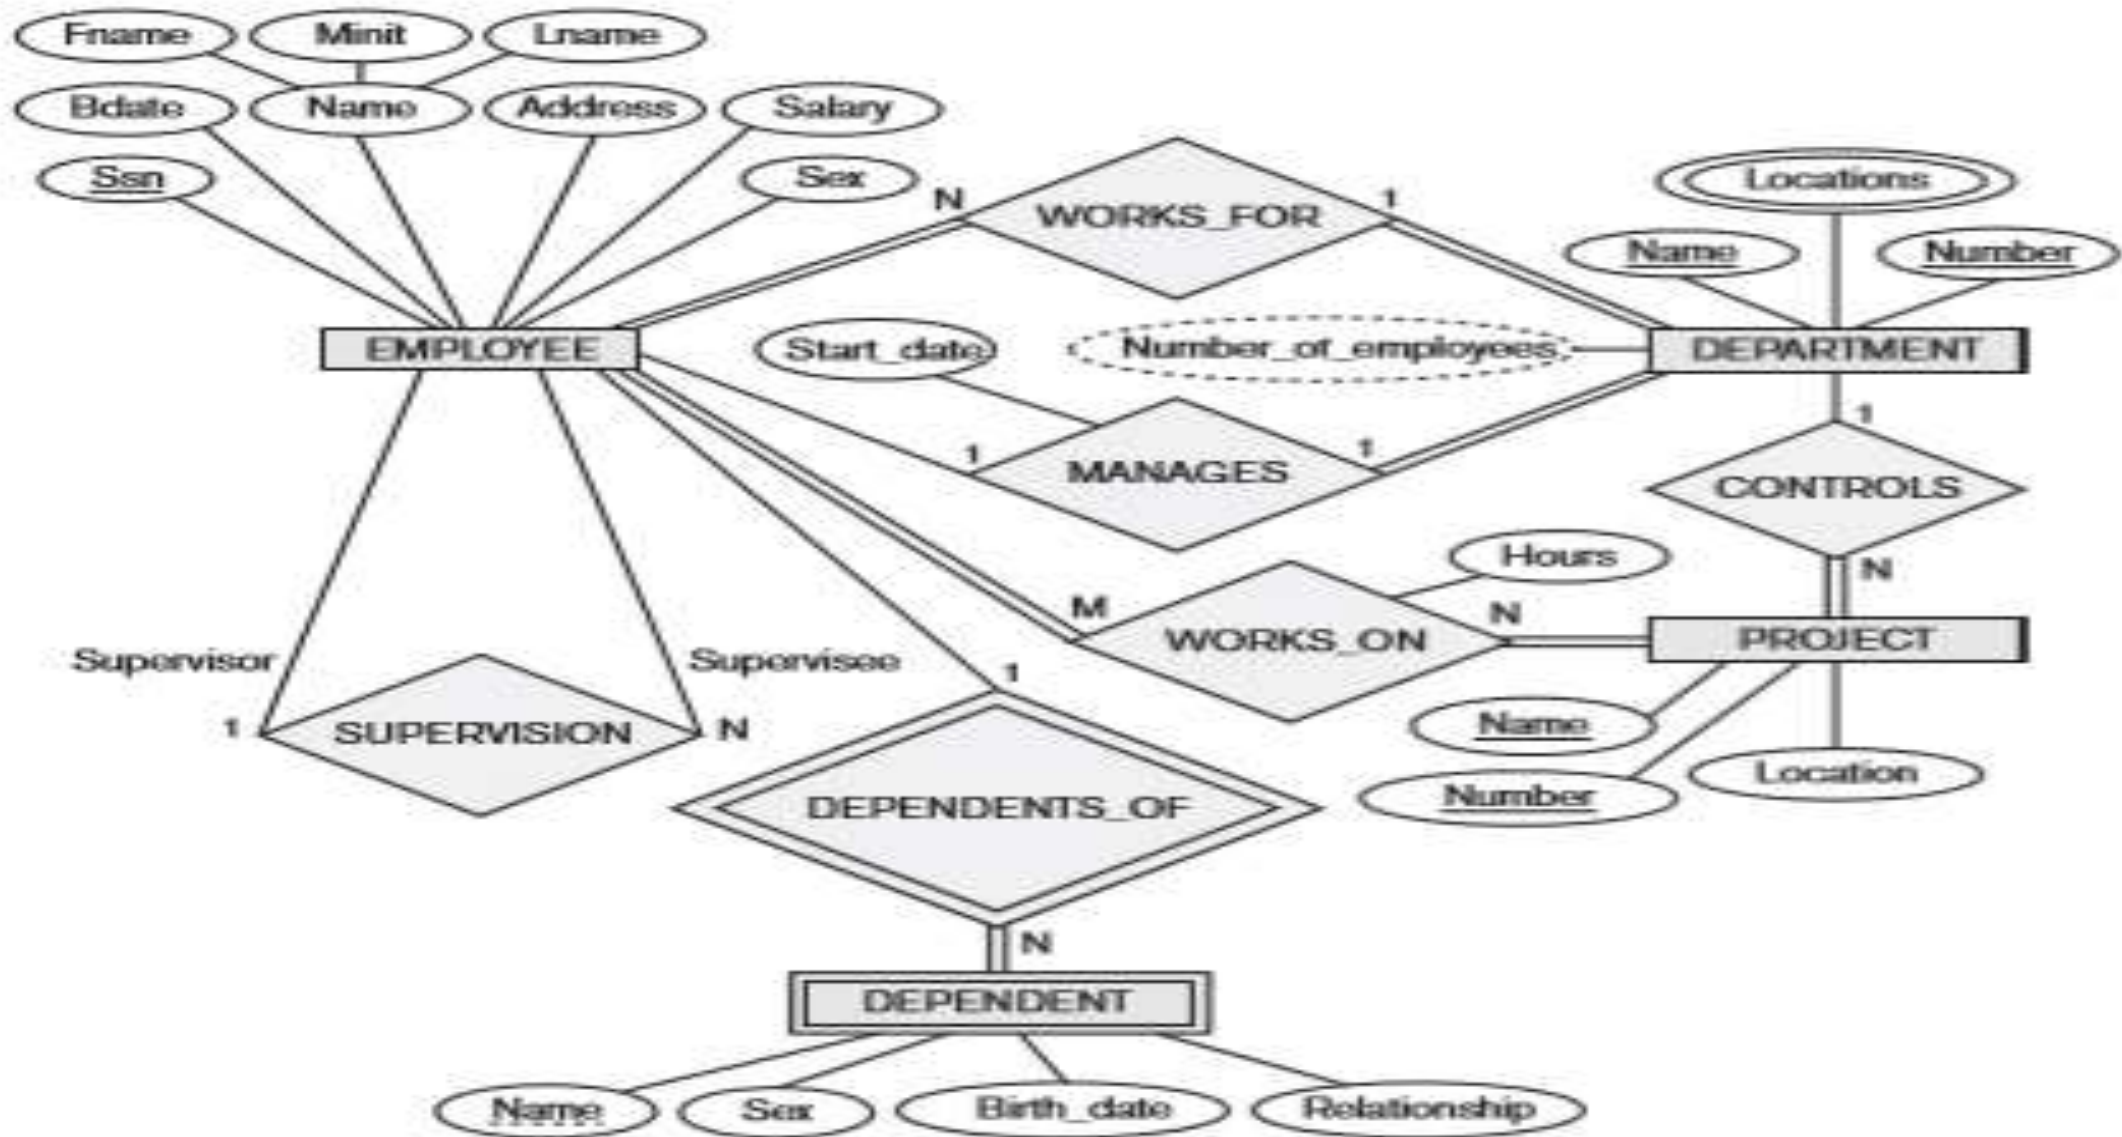 Fname Minit Lname
Bdate Name Address Salary
Ssn Sex
N WORKS_FOR 1
Locations
Name Number
EMPLOYEE Start_date Number_of_employees DEPARTMENT
1 MANAGES 1
1
CONTROLS
N
Hours
M WORKS_ON N
PROJECT
Supervisor Supervisee
1 SUPERVISION N
1
Name
Number
Location
DEPENDENTS_OF
N
DEPENDENT
Name Sex Birth_date Relationship